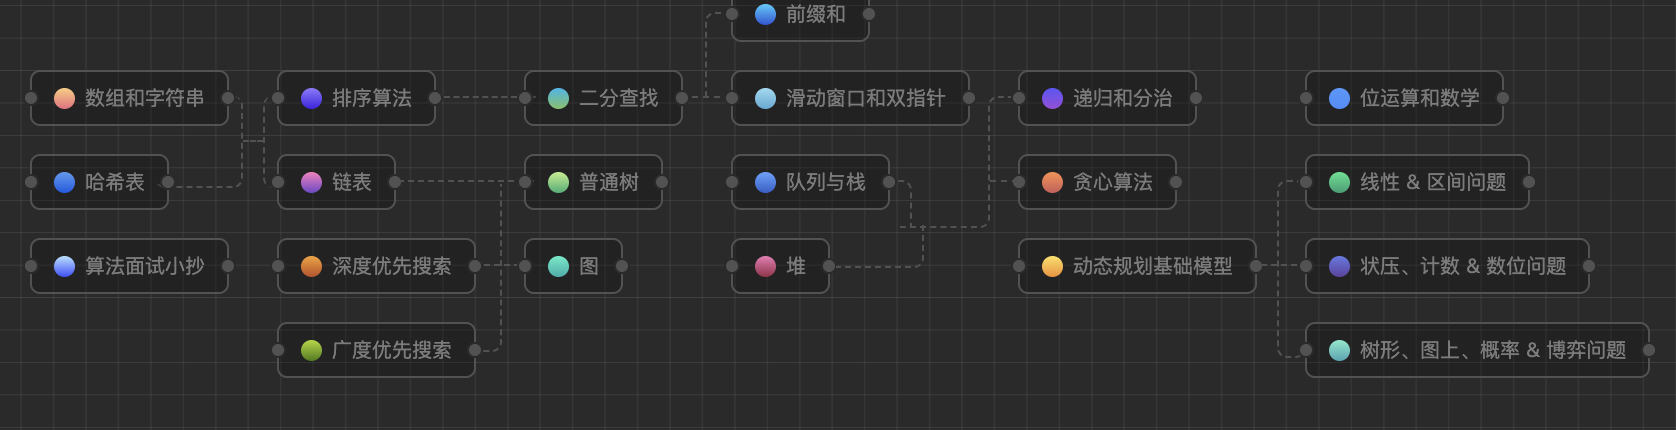 前缀和
数组和字符串
排序算法
二分查找
滑动窗口和双指针
递归和分治
位运算和数学
哈希表
链表
普通树
队列与栈
贪心算法
线性 & 区间问题
算法面试小抄
深度优先搜索
图
堆
动态规划基础模型
状压、计数 & 数位问题
广度优先搜索
树形、图上、概率 & 博弈问题